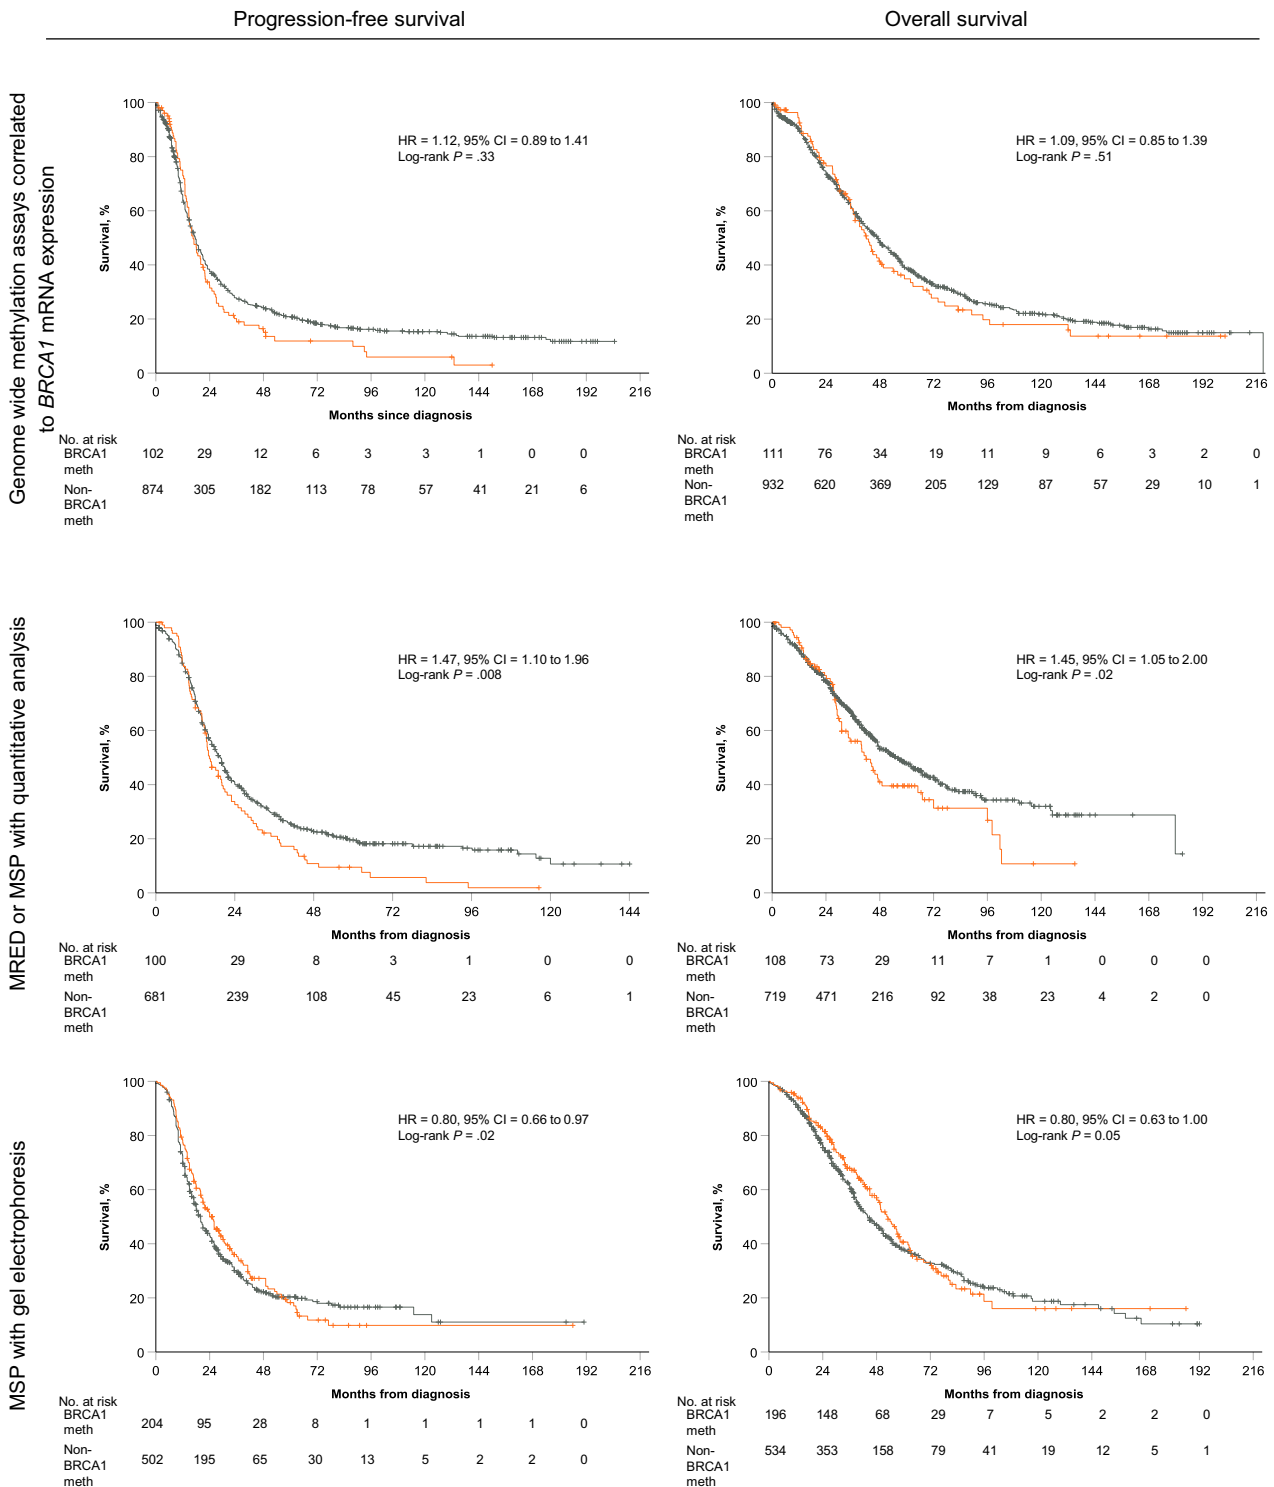 Progression-free survival
Overall survival
Genome wide methylation assays correlated
to BRCA1 mRNA expression
100
80
60
40
20
0
Survival, %
HR = 1.12, 95% CI = 0.89 to 1.41
Log-rank P = .33
0 24 48 72 96 120 144 168 192 216
Months since diagnosis
No. at risk
BRCA1 meth 102 29 12 6 3 3 1 0 0
Non-BRCA1 meth 874 305 182 113 78 57 41 21 6
100
80
60
40
20
0
Survival, %
HR = 1.09, 95% CI = 0.85 to 1.39
Log-rank P = .51
0 24 48 72 96 120 144 168 192 216
Months from diagnosis
No. at risk
BRCA1 meth 111 76 34 19 11 9 6 3 2 0
Non-BRCA1 meth 932 620 369 205 129 87 57 29 10 1
MRED or MSP with quantitative analysis
100
80
60
40
20
0
Survival, %
HR = 1.47, 95% CI = 1.10 to 1.96
Log-rank P = .008
0 24 48 72 96 120 144
Months from diagnosis
No. at risk
BRCA1 meth 100 29 8 3 1 0 0
Non-BRCA1 meth 681 239 108 45 23 6 1
100
80
60
40
20
0
Survival, %
HR = 1.45, 95% CI = 1.05 to 2.00
Log-rank P = .02
0 24 48 72 96 120 144 168 192 216
Months from diagnosis
No. at risk
BRCA1 meth 108 73 29 11 7 1 0 0 0
Non-BRCA1 meth 719 471 216 92 38 23 4 2 0
MSP with gel electrophoresis
100
80
60
40
20
0
Survival, %
HR = 0.80, 95% CI = 0.66 to 0.97
Log-rank P = .02
0 24 48 72 96 120 144 168 192 216
Months from diagnosis
No. at risk
BRCA1 meth 204 95 28 8 1 1 1 1 0
Non-BRCA1 meth 502 195 65 30 13 5 2 2 0
100
80
60
40
20
0
Survival, %
HR = 0.80, 95% CI = 0.63 to 1.00
Log-rank P = 0.05
0 24 48 72 96 120 144 168 192 216
Months from diagnosis
No. at risk
BRCA1 meth 196 148 68 29 7 5 2 2 0
Non-BRCA1 meth 534 353 158 79 41 19 12 5 1